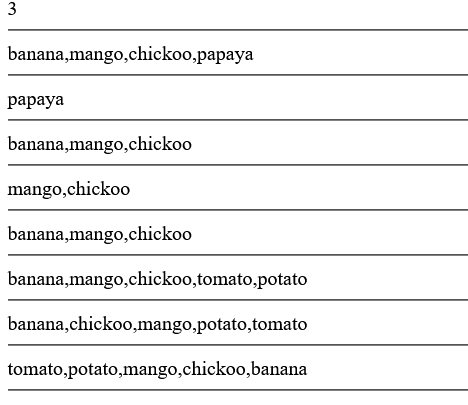 3
banana,mango,chickoo,papaya
papaya
banana,mango,chickoo
mango,chickoo
banana,mango,chickoo
banana,mango,chickoo,tomato,potato
banana,chickoo,mango,potato,tomato
tomato,potato,mango,chickoo,banana